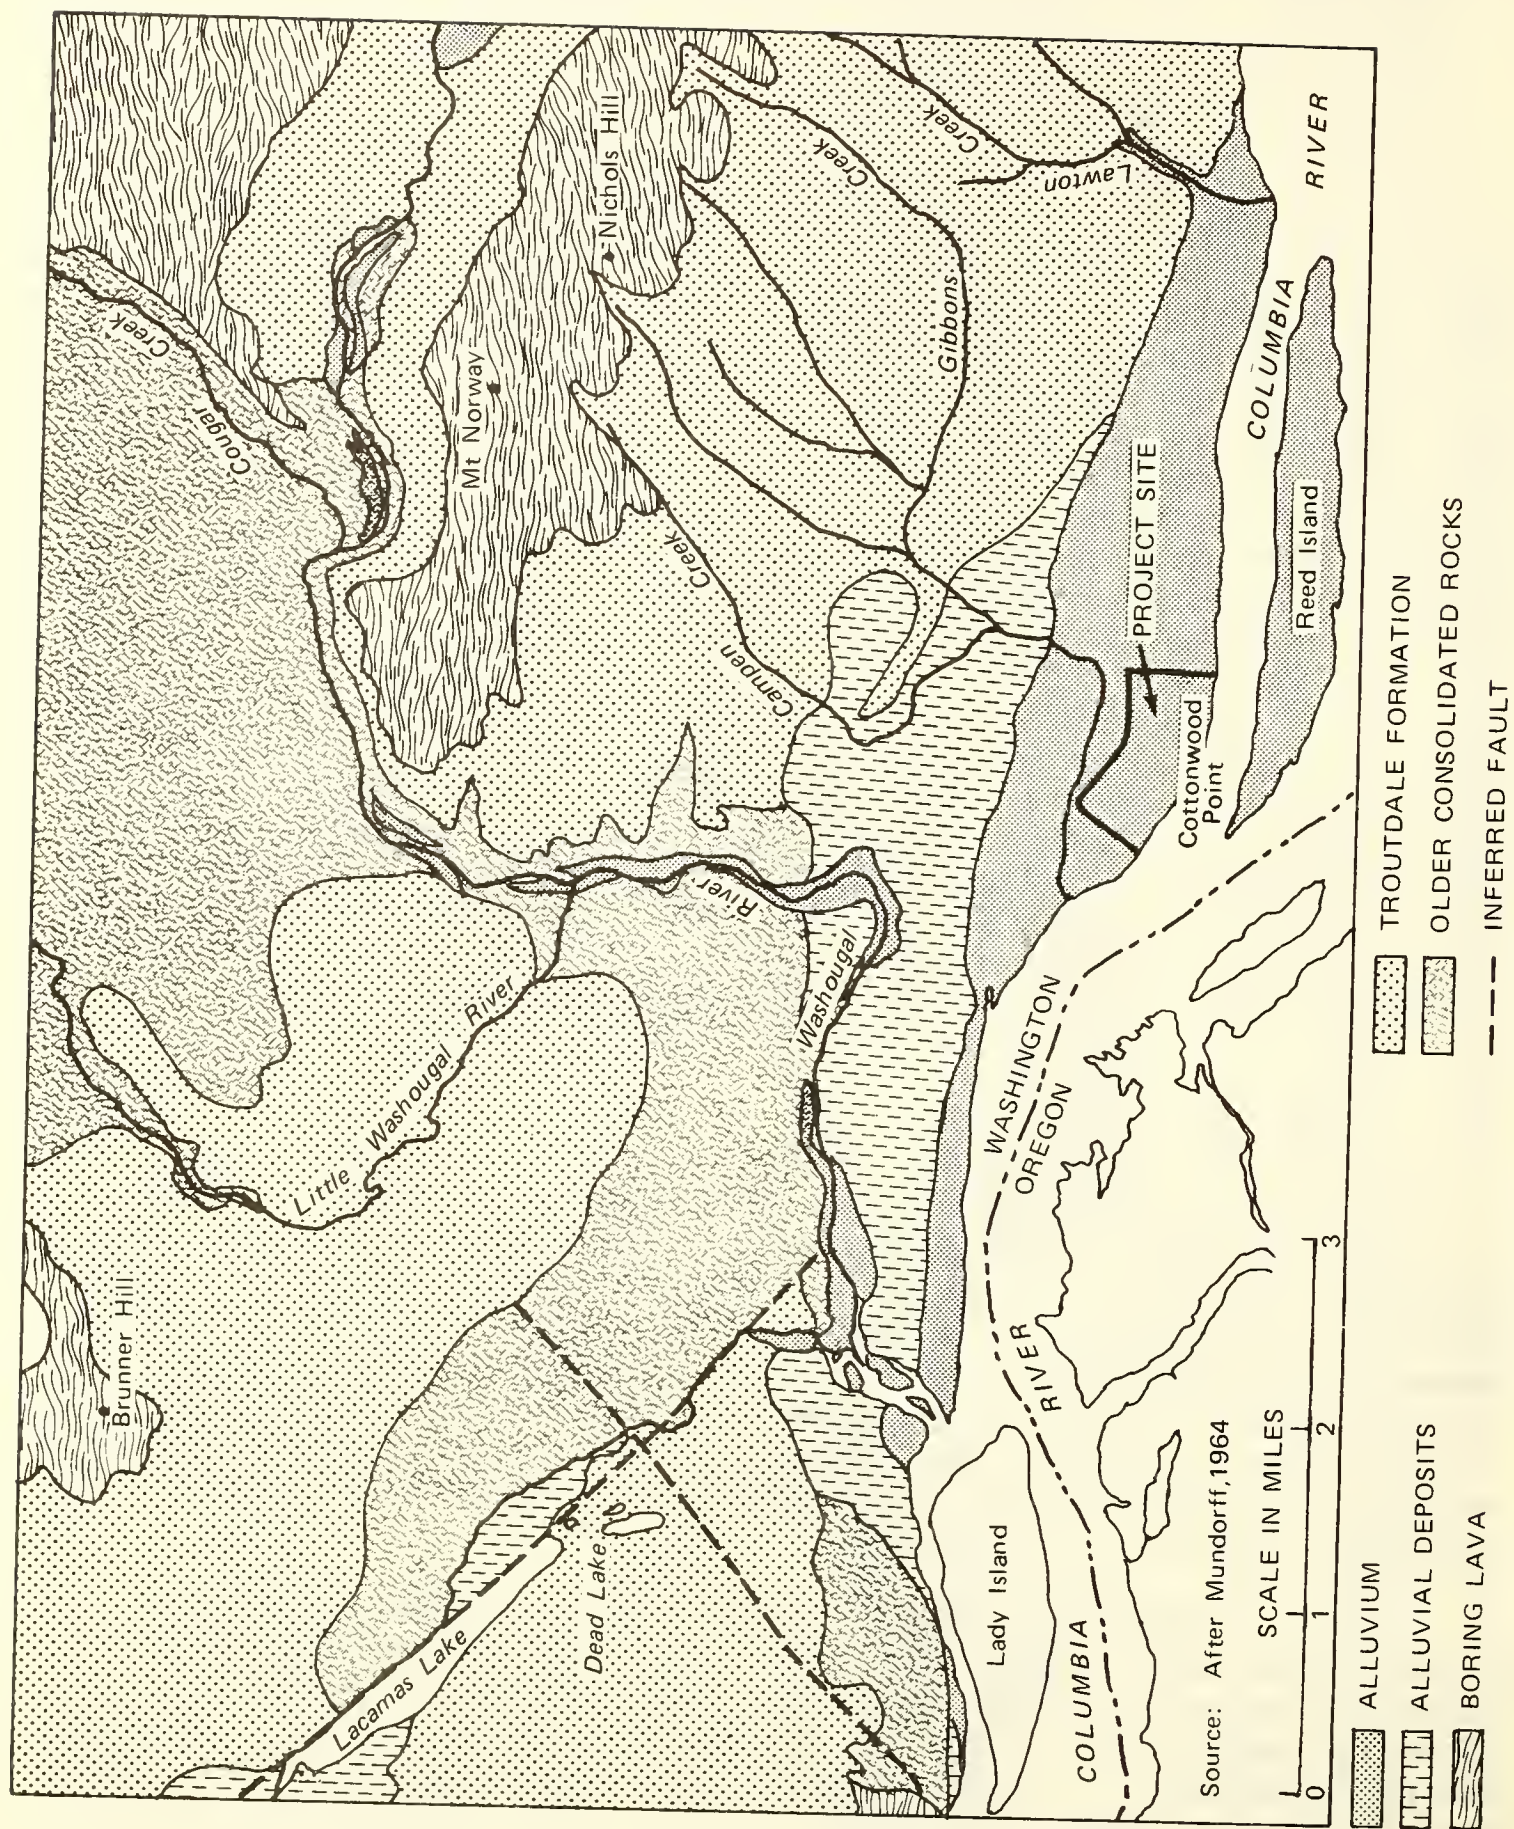 Brunner Hill
Little Washougal River
Cougar Creek
Mt Norway
Nichols Hill
Lacamas Lake
Dead Lake
Washougal River
Campen Creek
Gibbons Creek
Lawton Creek
PROJECT SITE
Cottonwood
Point
Reed Island
COLUMBIA RIVER
WASHINGTON
OREGON
Lady Island
COLUMBIA RIVER
Source: After Mundorff, 1964
SCALE IN MILES
0 1 2 3
ALLUVIUM
ALLUVIAL DEPOSITS
BORING LAVA
TROUTDALE FORMATION
OLDER CONSOLIDATED ROCKS
INFERRED FAULT